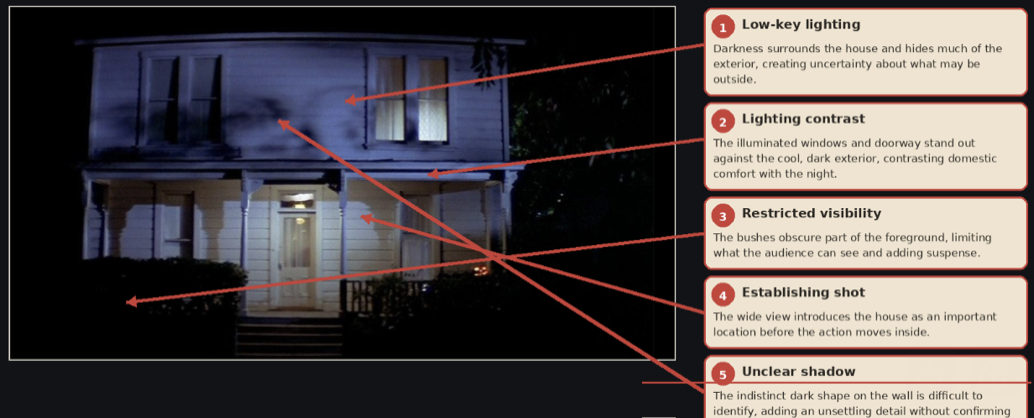 1 Low-key lighting
Darkness surrounds the house and hides much of the
exterior, creating uncertainty about what may be
outside.
2 Lighting contrast
The illuminated windows and doorway stand out
against the cool, dark exterior, contrasting domestic
comfort with the night.
3 Restricted visibility
The bushes obscure part of the foreground, limiting
what the audience can see and adding suspense.
4 Establishing shot
The wide view introduces the house as an important
location before the action moves inside.
5 Unclear shadow
The indistinct dark shape on the wall is difficult to
identify, adding an unsettling detail without confirming